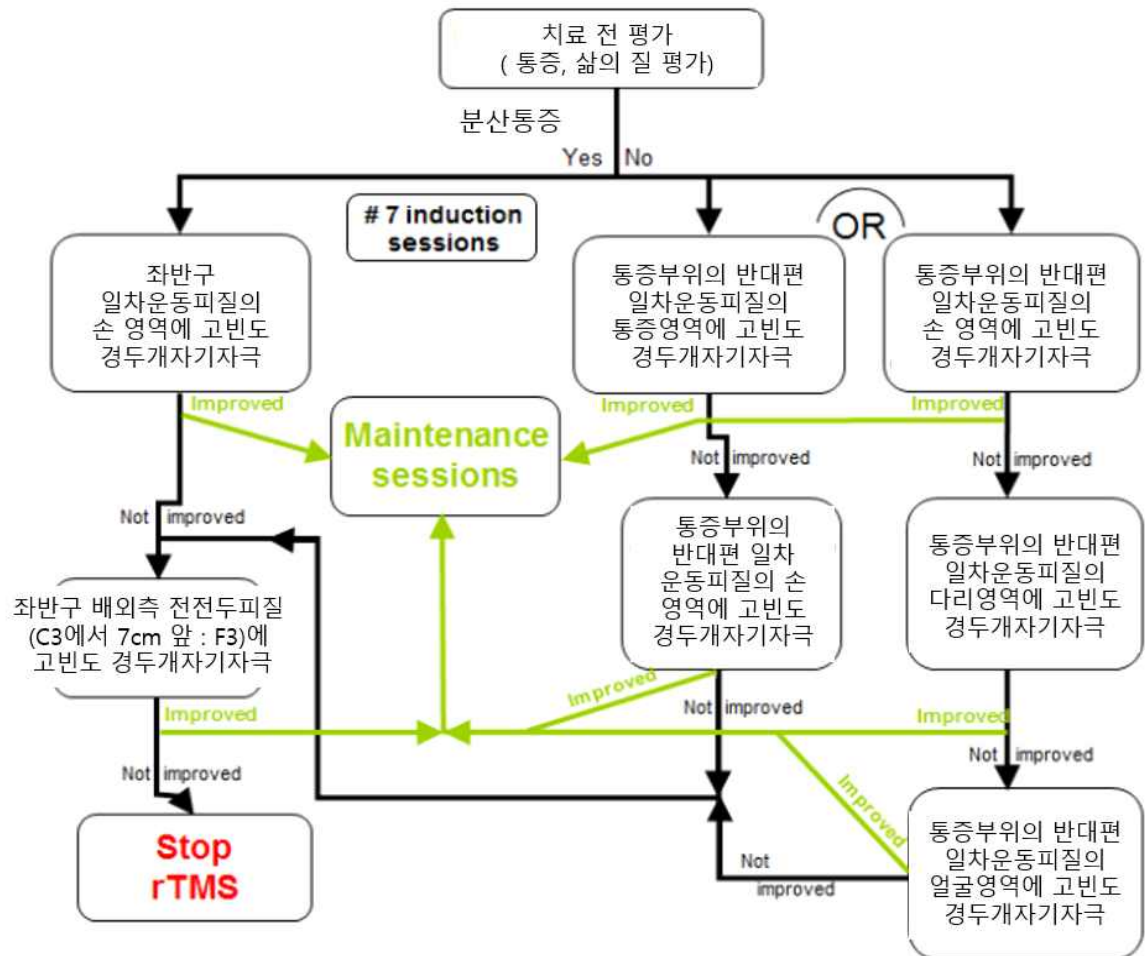 치료 전 평가
( 통증, 삶의 질 평가)
분산통증
Yes No
# 7 induction
sessions
OR
좌반구
일차운동피질의
손 영역에 고빈도
경두개자기자극
통증부위의 반대편
일차운동피질의
통증영역에 고빈도
경두개자기자극
통증부위의 반대편
일차운동피질의
손 영역에 고빈도
경두개자기자극
Improved
Improved
Improved
Maintenance
sessions
Not improved
Not improved
Not improved
좌반구 배외측 전전두피질
(C3에서 7cm 앞 : F3)에
고빈도 경두개자기자극
통증부위의
반대편 일차
운동피질의 손
영역에 고빈도
경두개자기자극
통증부위의 반대편
일차운동피질의
다리영역에 고빈도
경두개자기자극
Improved
Improved
Improved
Not improved
Not improved
Not improved
Improved
Stop
rTMS
Not
improved
통증부위의 반대편
일차운동피질의
얼굴영역에 고빈도
경두개자기자극